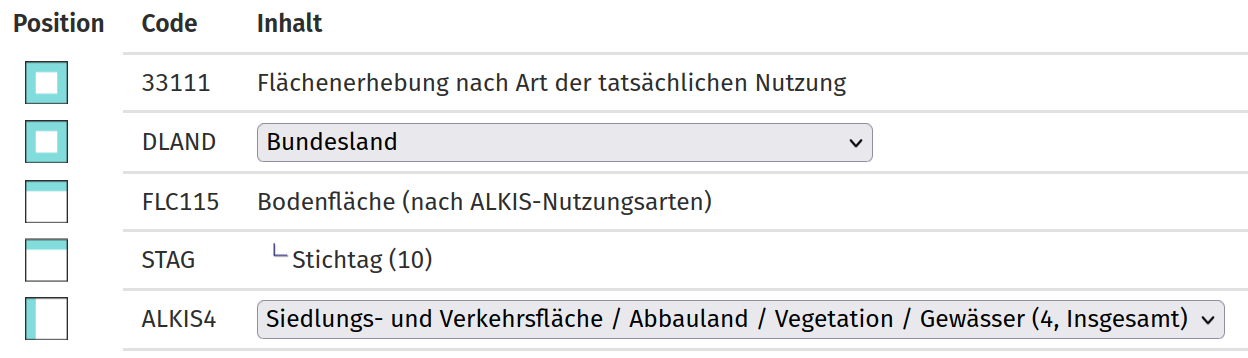 Position Code Inhalt
33111 Flächenerhebung nach Art der tatsächlichen Nutzung
DLAND Bundesland
FLC115 Bodenfläche (nach ALKIS-Nutzungsarten)
STAG Stichtag (10)
ALKIS4 Siedlungs- und Verkehrsfläche / Abbauland / Vegetation / Gewässer (4, Insgesamt)